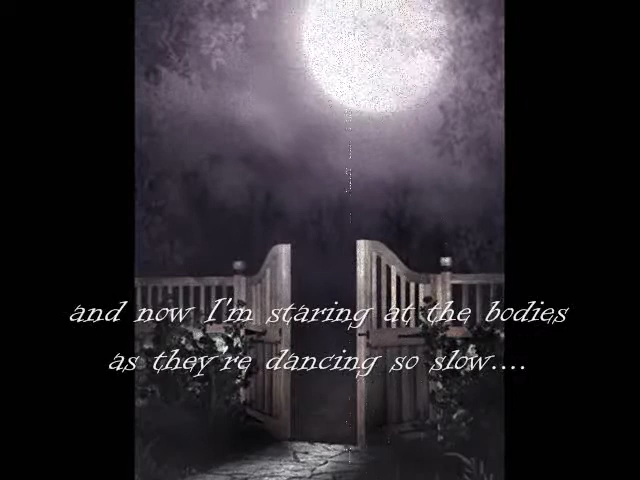 and now I'm staring at the bodies
as they're dancing so slow....